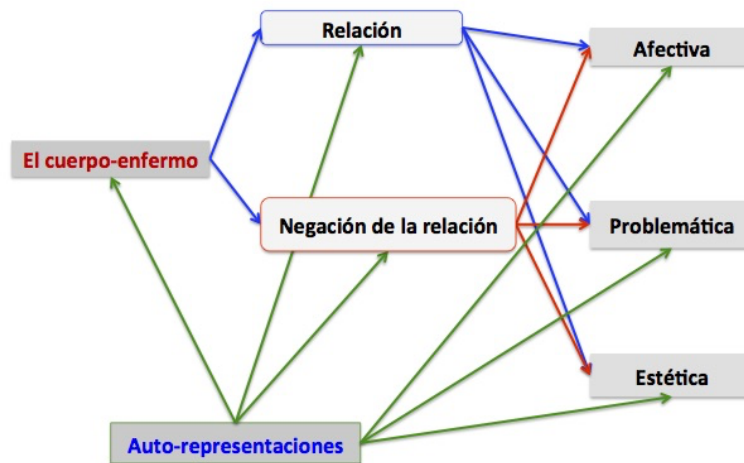 Relación
Afectiva
El cuerpo-enfermo
Negación de la relación
Problemática
Estética
Auto-representaciones